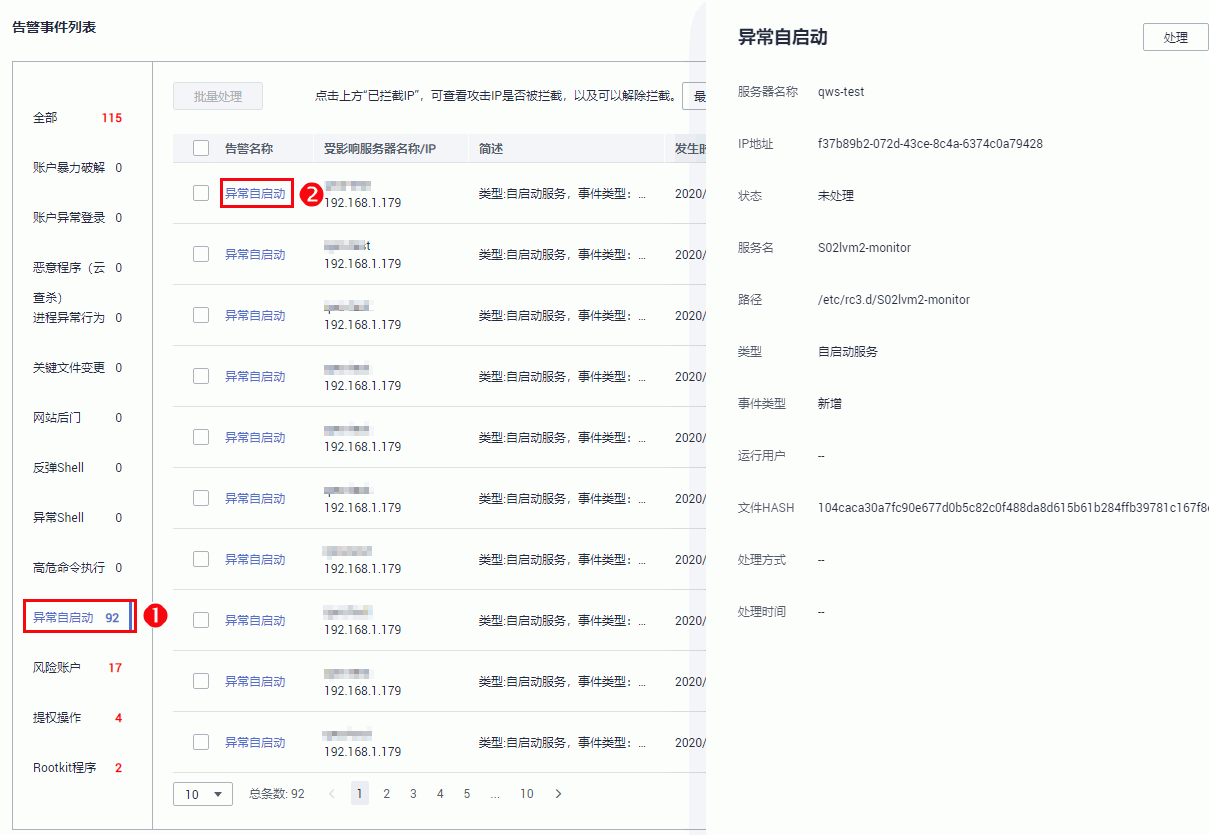 告警事件列表
全部 115
账户暴力破解 0
账户异常登录 0
恶意程序（云查杀） 0
进程异常行为 0
关键文件变更 0
网站后门 0
反弹Shell 0
异常Shell 0
高危命令执行 0
异常自启动 92
1
风险账户 17
提权操作 4
Rootkit程序 2
批量处理
点击上方“已拦截IP”，可查看攻击IP是否被拦截，以及可以解除拦截。
最
告警名称 受影响服务器名称/IP 简述 发生时
异常自启动 2 192.168.1.179 类型:自启动服务，事件类型：... 2020/
异常自启动 192.168.1.179 类型:自启动服务，事件类型：... 2020/
异常自启动 192.168.1.179 类型:自启动服务，事件类型：... 2020/
异常自启动 192.168.1.179 类型:自启动服务，事件类型：... 2020/
异常自启动 192.168.1.179 类型:自启动服务，事件类型：... 2020/
异常自启动 192.168.1.179 类型:自启动服务，事件类型：... 2020/
异常自启动 192.168.1.179 类型:自启动服务，事件类型：... 2020/
异常自启动 192.168.1.179 类型:自启动服务，事件类型：... 2020/
异常自启动 192.168.1.179 类型:自启动服务，事件类型：... 2020/
异常自启动 192.168.1.179 类型:自启动服务，事件类型：... 2020/
10 总条数: 92 < 1 2 3 4 5 ... 10 >
异常自启动
处理
服务器名称 qws-test
IP地址 f37b89b2-072d-43ce-8c4a-6374c0a79428
状态 未处理
服务名 S02lvm2-monitor
路径 /etc/rc3.d/S02lvm2-monitor
类型 自启动服务
事件类型 新增
运行用户 --
文件HASH 104caca30a7fc90e677d0b5c82c0f488da8d615b61b284ffb39781c167f8
处理方式 --
处理时间 --